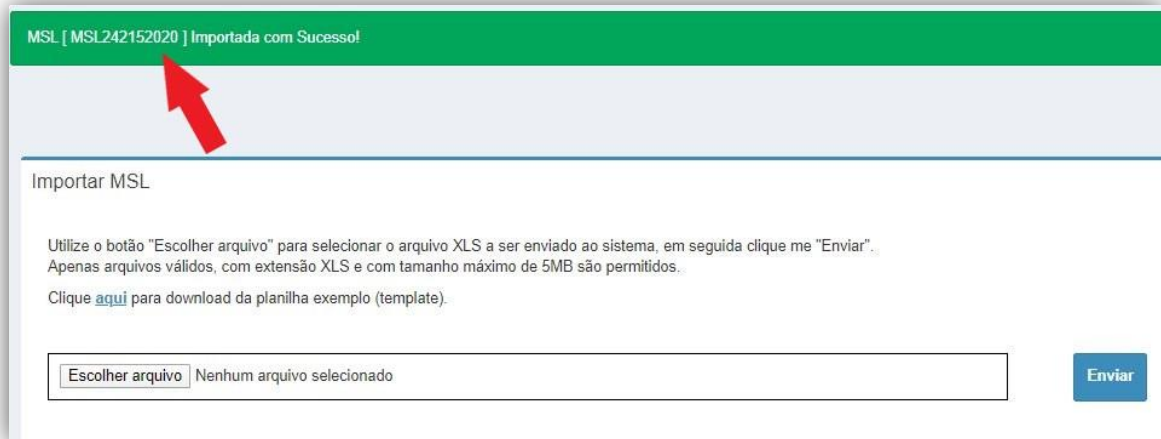 MSL [ MSL242152020 ] Importada com Sucesso!
Importar MSL
Utilize o botão "Escolher arquivo" para selecionar o arquivo XLS a ser enviado ao sistema, em seguida clique me "Enviar".
Apenas arquivos válidos, com extensão XLS e com tamanho máximo de 5MB são permitidos.
Clique aqui para download da planilha exemplo (template).
Escolher arquivo Nenhum arquivo selecionado Enviar